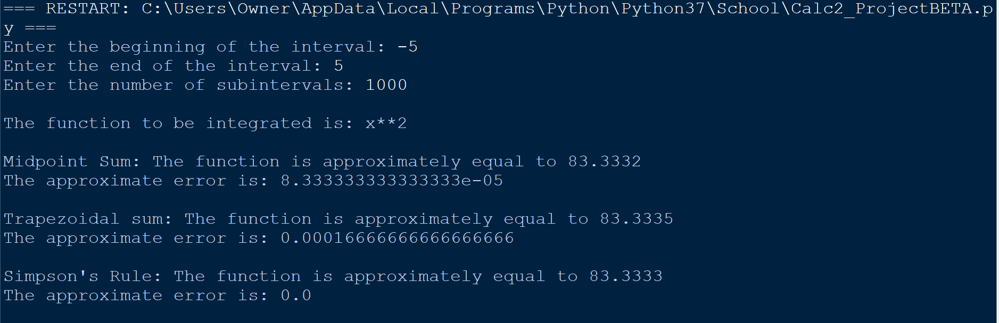 === RESTART: C:\Users\Owner\AppData\Local\Programs\Python\Python37\School\Calc2_ProjectBETA.p
y ===
Enter the beginning of the interval: -5
Enter the end of the interval: 5
Enter the number of subintervals: 1000
The function to be integrated is: x**2
Midpoint Sum: The function is approximately equal to 83.3332
The approximate error is: 8.333333333333333e-05
Trapezoidal sum: The function is approximately equal to 83.3335
The approximate error is: 0.00016666666666666666
Simpson's Rule: The function is approximately equal to 83.3333
The approximate error is: 0.0